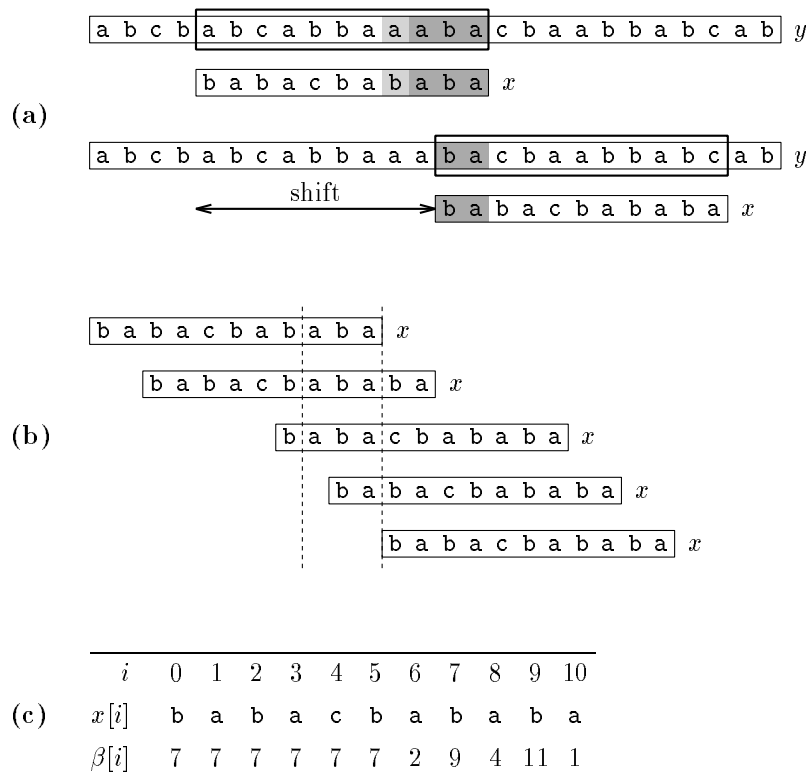 a b c b a b c a b b a a a b a c b a a b b a b c a b y
b a b a c b a b a b a x
(a)
a b c b a b c a b b a a a b a c b a a b b a b c a b y
shift
b a b a c b a b a b a x
b a b a c b a b a b a x
b a b a c b a b a b a x
(b) b a b a c b a b a b a x
b a b a c b a b a b a x
b a b a c b a b a b a x
i 0 1 2 3 4 5 6 7 8 9 10
(c) x[i] b a b a c b a b a b a
β[i] 7 7 7 7 7 7 2 9 4 11 1